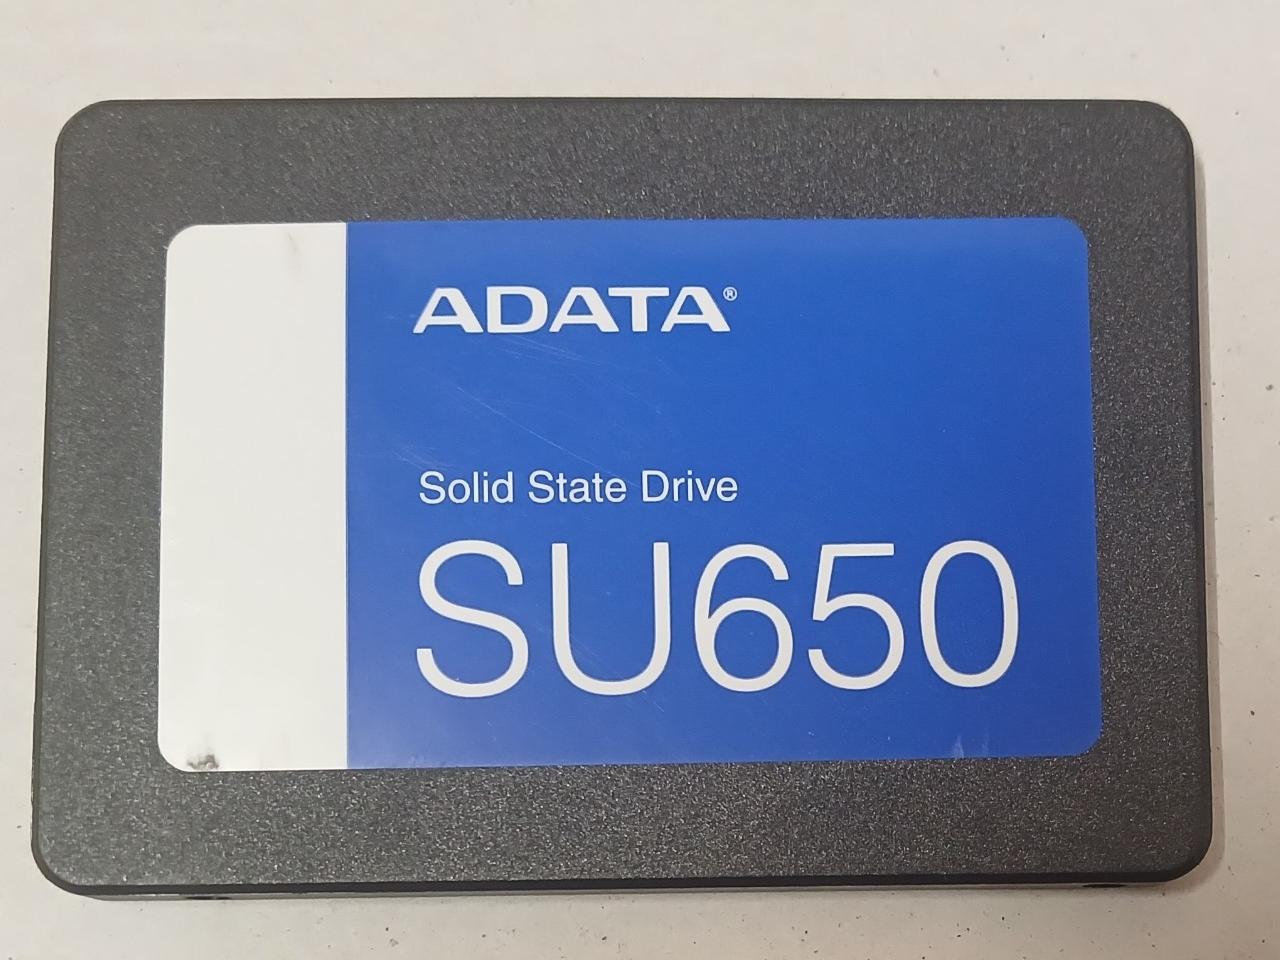 ADATA®
Solid State Drive
SU650